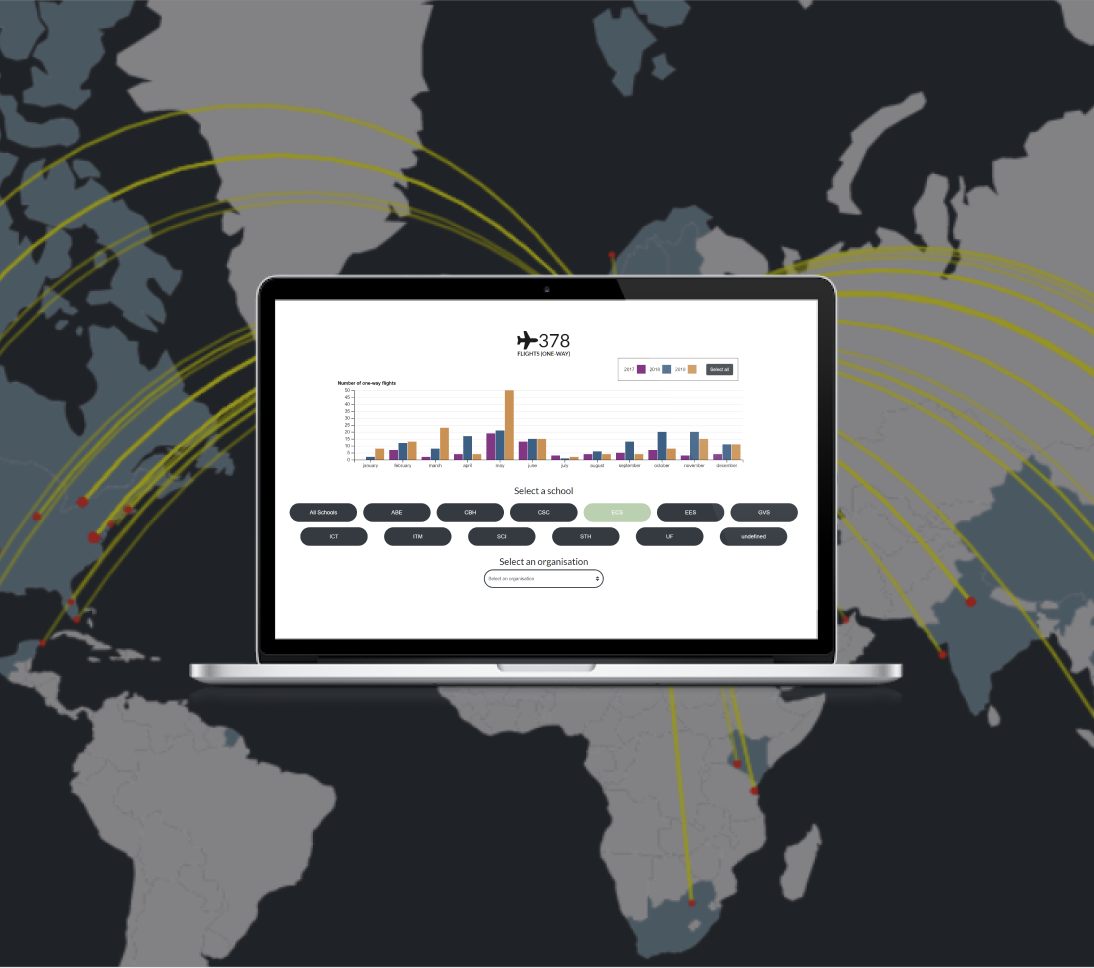 378
FLIGHTS (ONE-WAY)
2017 2018 2019 Select all
Number of one-way flights
50
45
40
35
30
25
20
15
10
5
0
january february march april may june july august september october november december
Select a school
All Schools ABE CBH CSC ECS EES GVS
ICT ITM SCI STH UF undefined
Select an organisation
Select an organisation